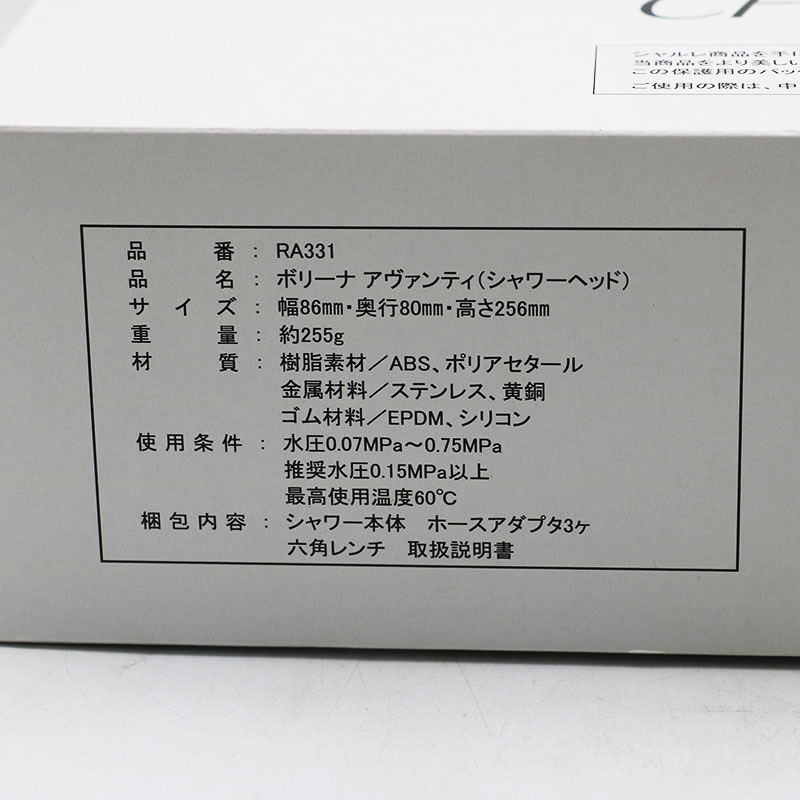 CH
シャルレ商品を手に
当商品をより美しい
この保護用のパッ
ご使用の際は、中
品番：RA331
品名：ボリーナ アヴァンティ（シャワーヘッド）
サイズ：幅86㎜・奥行80㎜・高さ256㎜
重量：約255g
材質：樹脂素材／ABS、ポリアセタール
金属材料／ステンレス、黄銅
ゴム材料／EPDM、シリコン
使用条件：水圧0.07MPa～0.75MPa
推奨水圧0.15MPa以上
最高使用温度60℃
梱包内容：シャワー本体　ホースアダプタ3ヶ
六角レンチ　取扱説明書